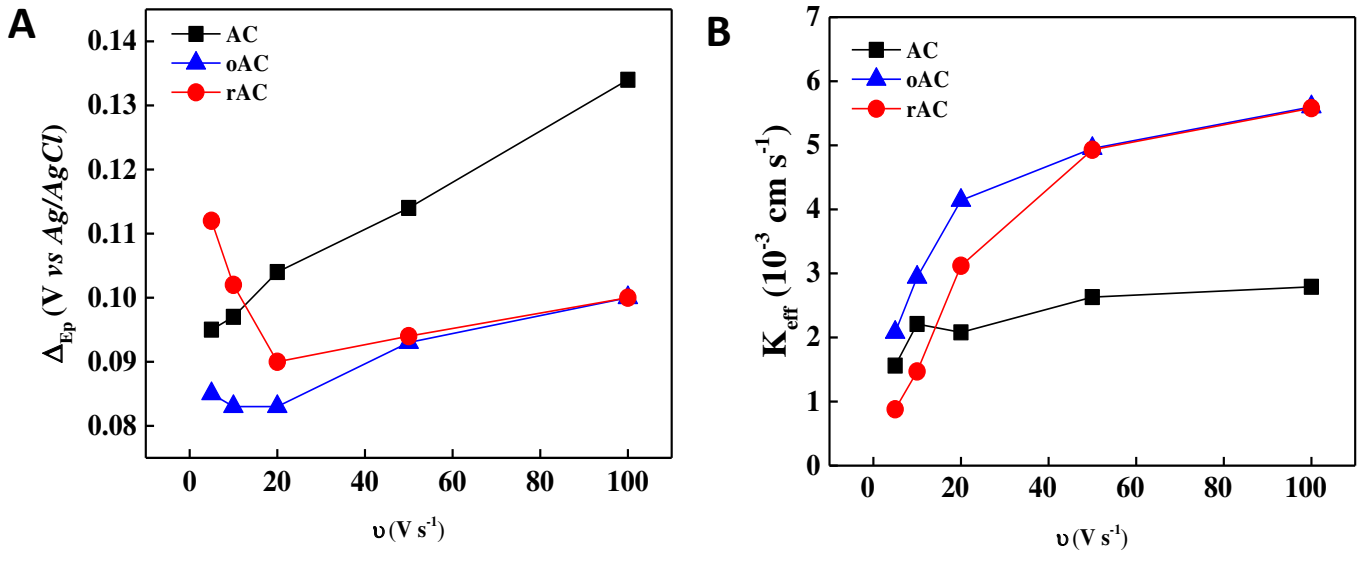 A
AC
oAC
rAC
0.14
0.13
0.12
0.11
0.10
0.09
0.08
Δ_Ep (V vs Ag/AgCl)
0 20 40 60 80 100
υ (V s⁻¹)
B
AC
oAC
rAC
7
6
5
4
3
2
1
0
K_eff (10⁻³ cm s⁻¹)
0 20 40 60 80 100
υ (V s⁻¹)